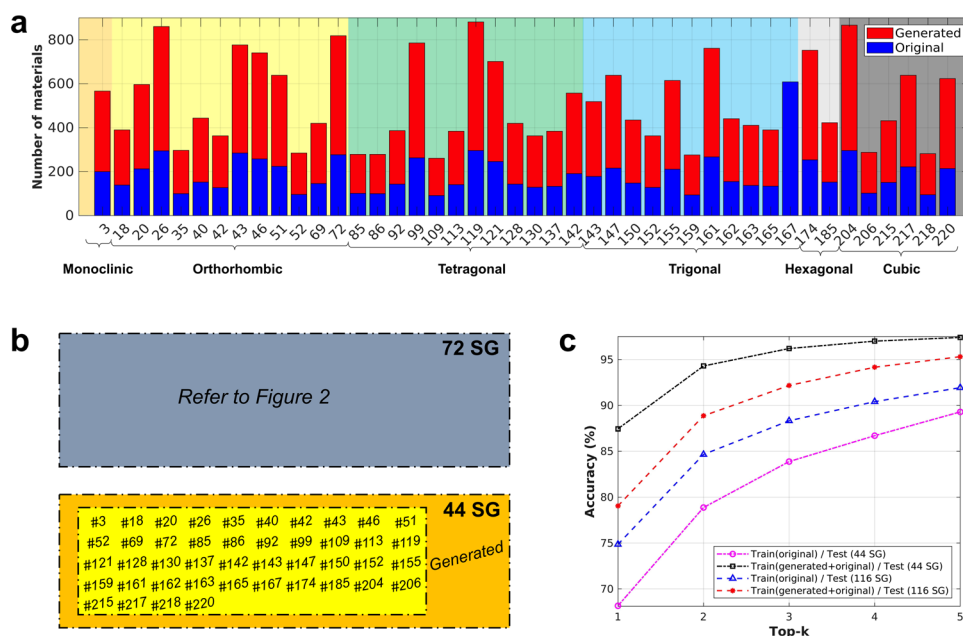 a
Number of materials
800
600
400
200
0
Generated
Original
3 18 20 26 35 40 42 43 46 51 52 69 72 85 86 92 99 109 113 119 121 128 130 137 142 143 147 150 152 155 159 161 162 163 165 167 174 185 204 206 215 217 218 220
Monoclinic Orthorhombic Tetragonal Trigonal Hexagonal Cubic
b
72 SG
Refer to Figure 2
44 SG
#3 #18 #20 #26 #35 #40 #42 #43 #46 #51
#52 #69 #72 #85 #86 #92 #99 #109 #113 #119
#121 #128 #130 #137 #142 #143 #147 #150 #152 #155
#159 #161 #162 #163 #165 #167 #174 #185 #204 #206
#215 #217 #218 #220
Generated
c
Accuracy (%)
95
90
85
80
75
70
Train(original) / Test (44 SG)
Train(generated+original) / Test (44 SG)
Train(original) / Test (116 SG)
Train(generated+original) / Test (116 SG)
1 2 3 4 5
Top-k